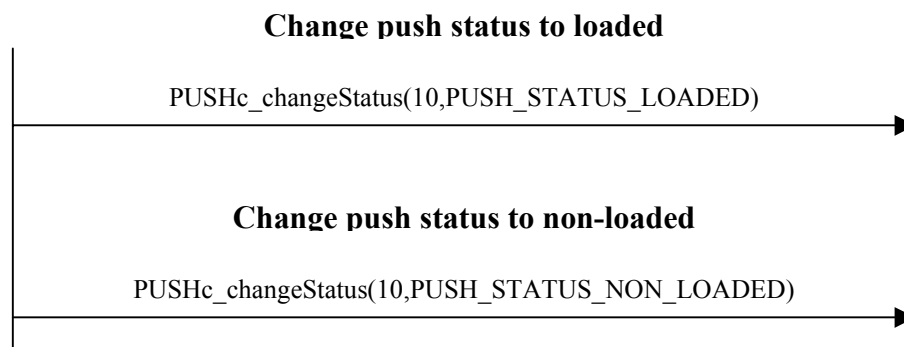 Change push status to loaded
PUSHc_changeStatus(10,PUSH_STATUS_LOADED)
Change push status to non-loaded
PUSHc_changeStatus(10,PUSH_STATUS_NON_LOADED)